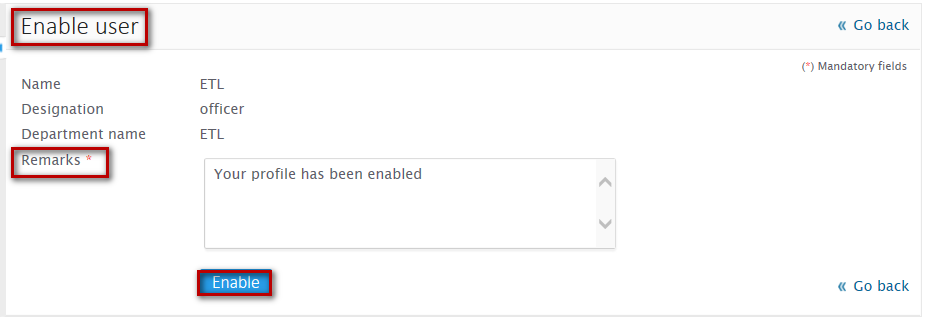 Enable user
« Go back
(*) Mandatory fields
Name ETL
Designation officer
Department name ETL
Remarks *
Your profile has been enabled
Enable
« Go back